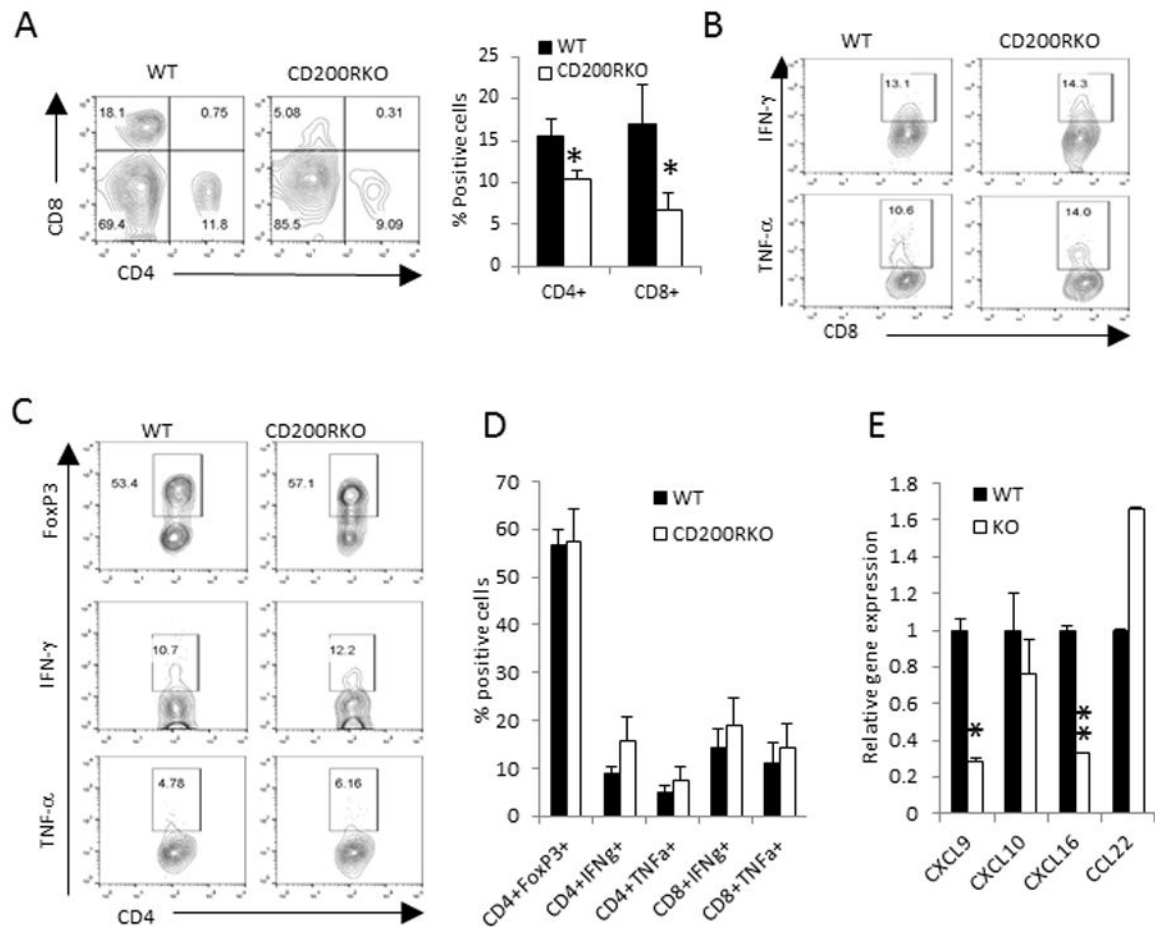 A
WT
CD200RKO
18.1
0.75
5.08
0.31
69.4
11.8
85.5
9.09
CD8
CD4
WT
CD200RKO
25
20
15
10
5
0
% Positive cells
*
*
CD4+
CD8+
B
WT
CD200RKO
IFN-γ
13.1
14.3
TNF-α
10.6
14.0
CD8
C
WT
CD200RKO
FoxP3
53.4
57.1
IFN-γ
10.7
12.2
TNF-α
4.78
6.16
CD4
D
WT
CD200RKO
70
60
50
40
30
20
10
0
% positive cells
CD4+FoxP3+
CD4+IFNg+
CD4+TNFa+
CD8+IFNg+
CD8+TNFa+
E
WT
KO
1.8
1.6
1.4
1.2
1
0.8
0.6
0.4
0.2
0
Relative gene expression
*
**
CXCL9
CXCL10
CXCL16
CCL22